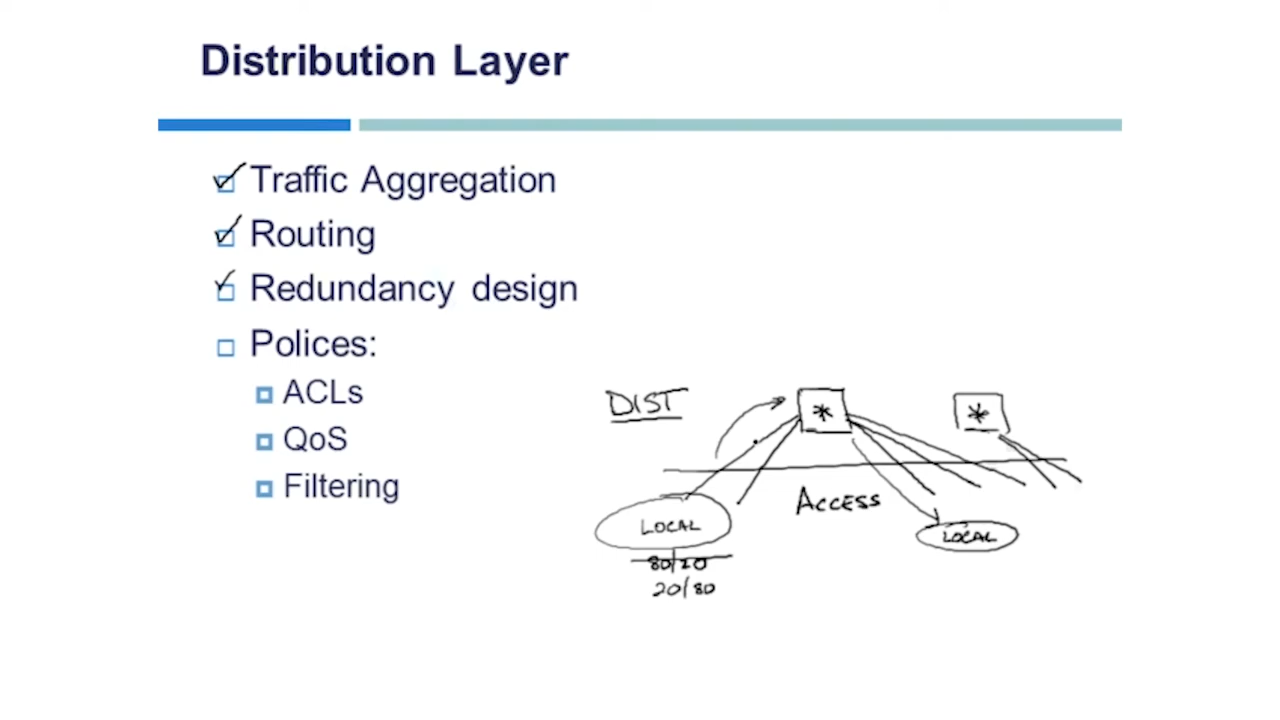 Distribution Layer
Traffic Aggregation
Routing
Redundancy design
Polices:
ACLs
QoS
Filtering
DIST
* *
ACCESS
LOCAL
LOCAL
80/20
20/80